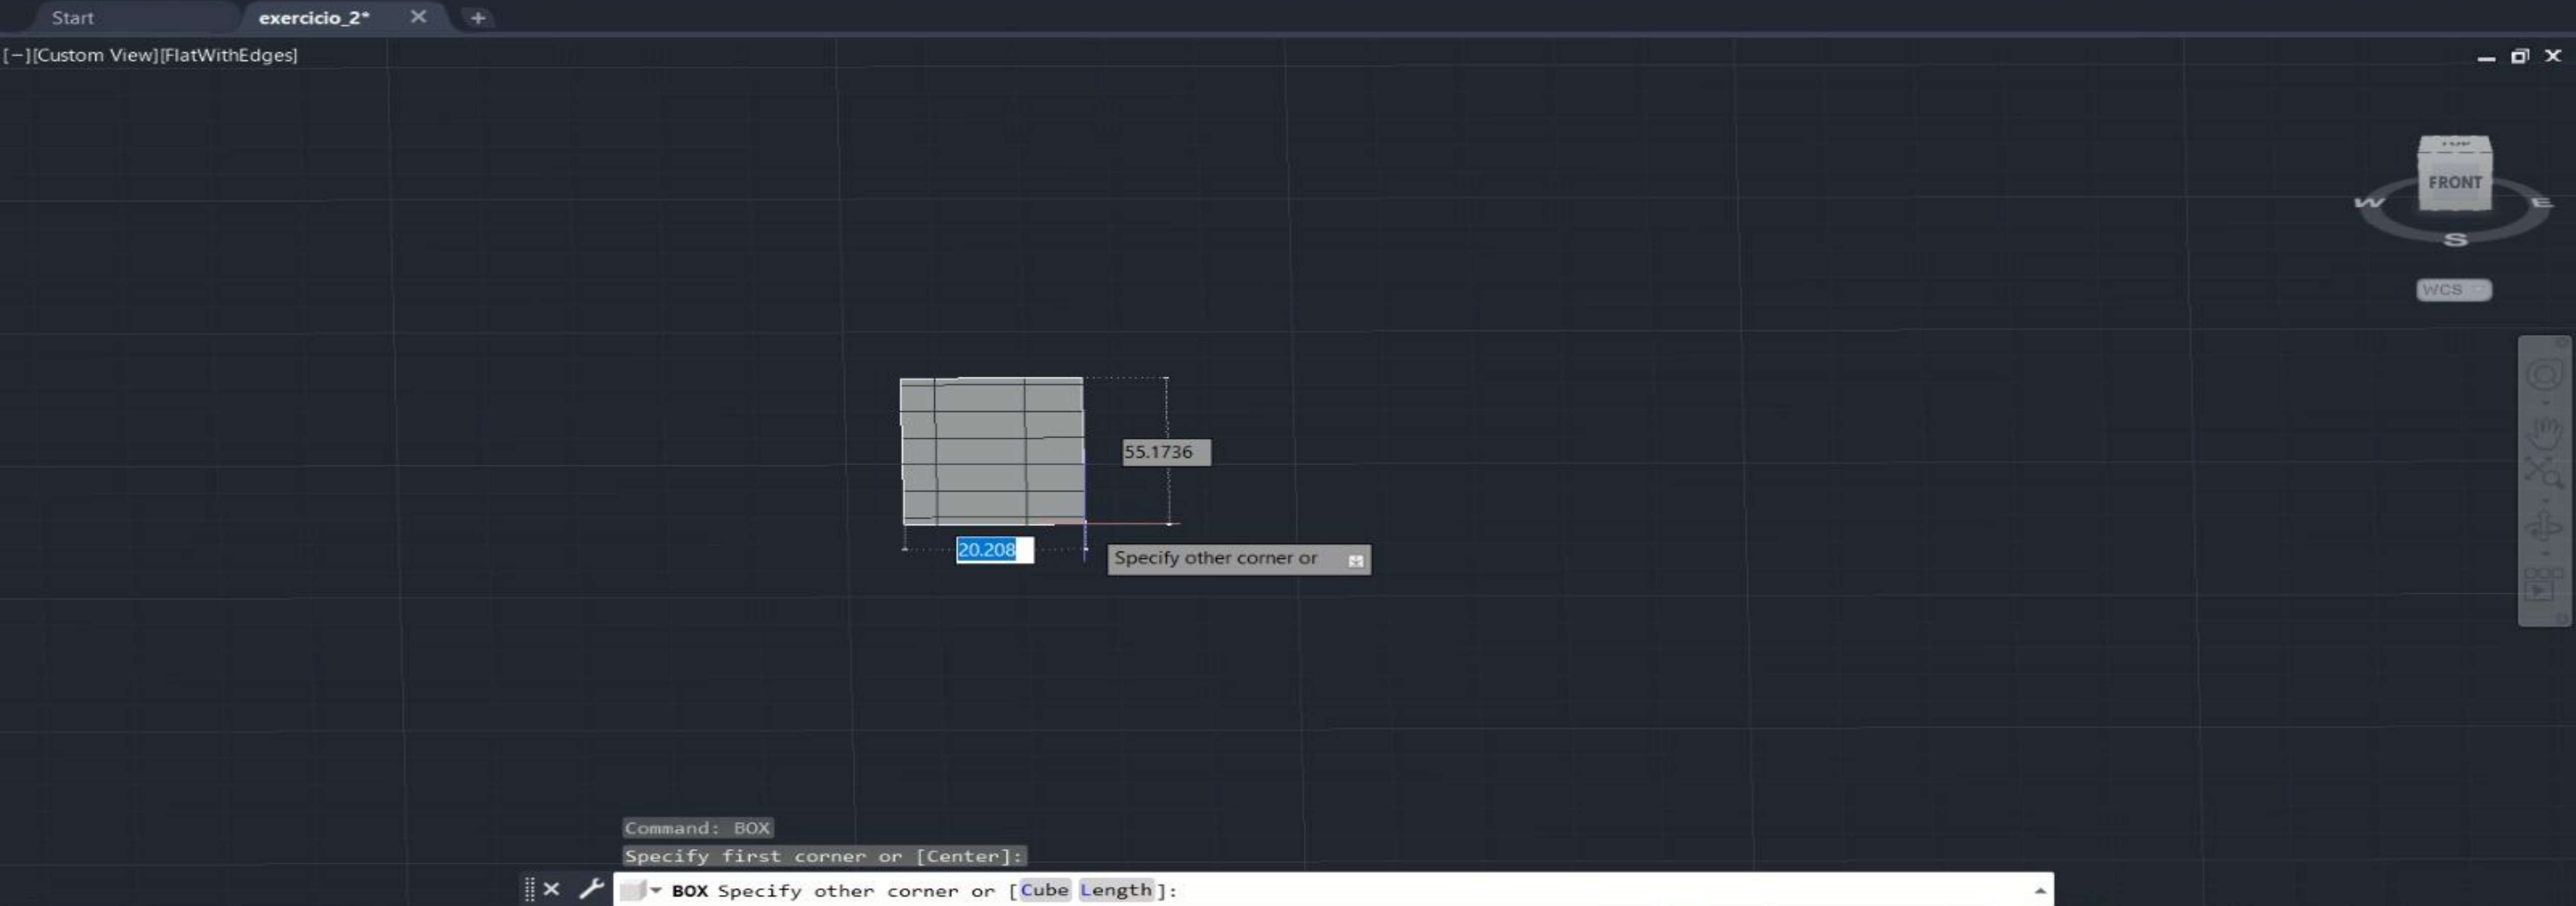 Start
exercicio_2*
[−][Custom View][FlatWithEdges]
TOP
FRONT
W
E
S
WCS
55.1736
20.208
Specify other corner or
Command: BOX
Specify first corner or [Center]:
BOX Specify other corner or [Cube Length]: